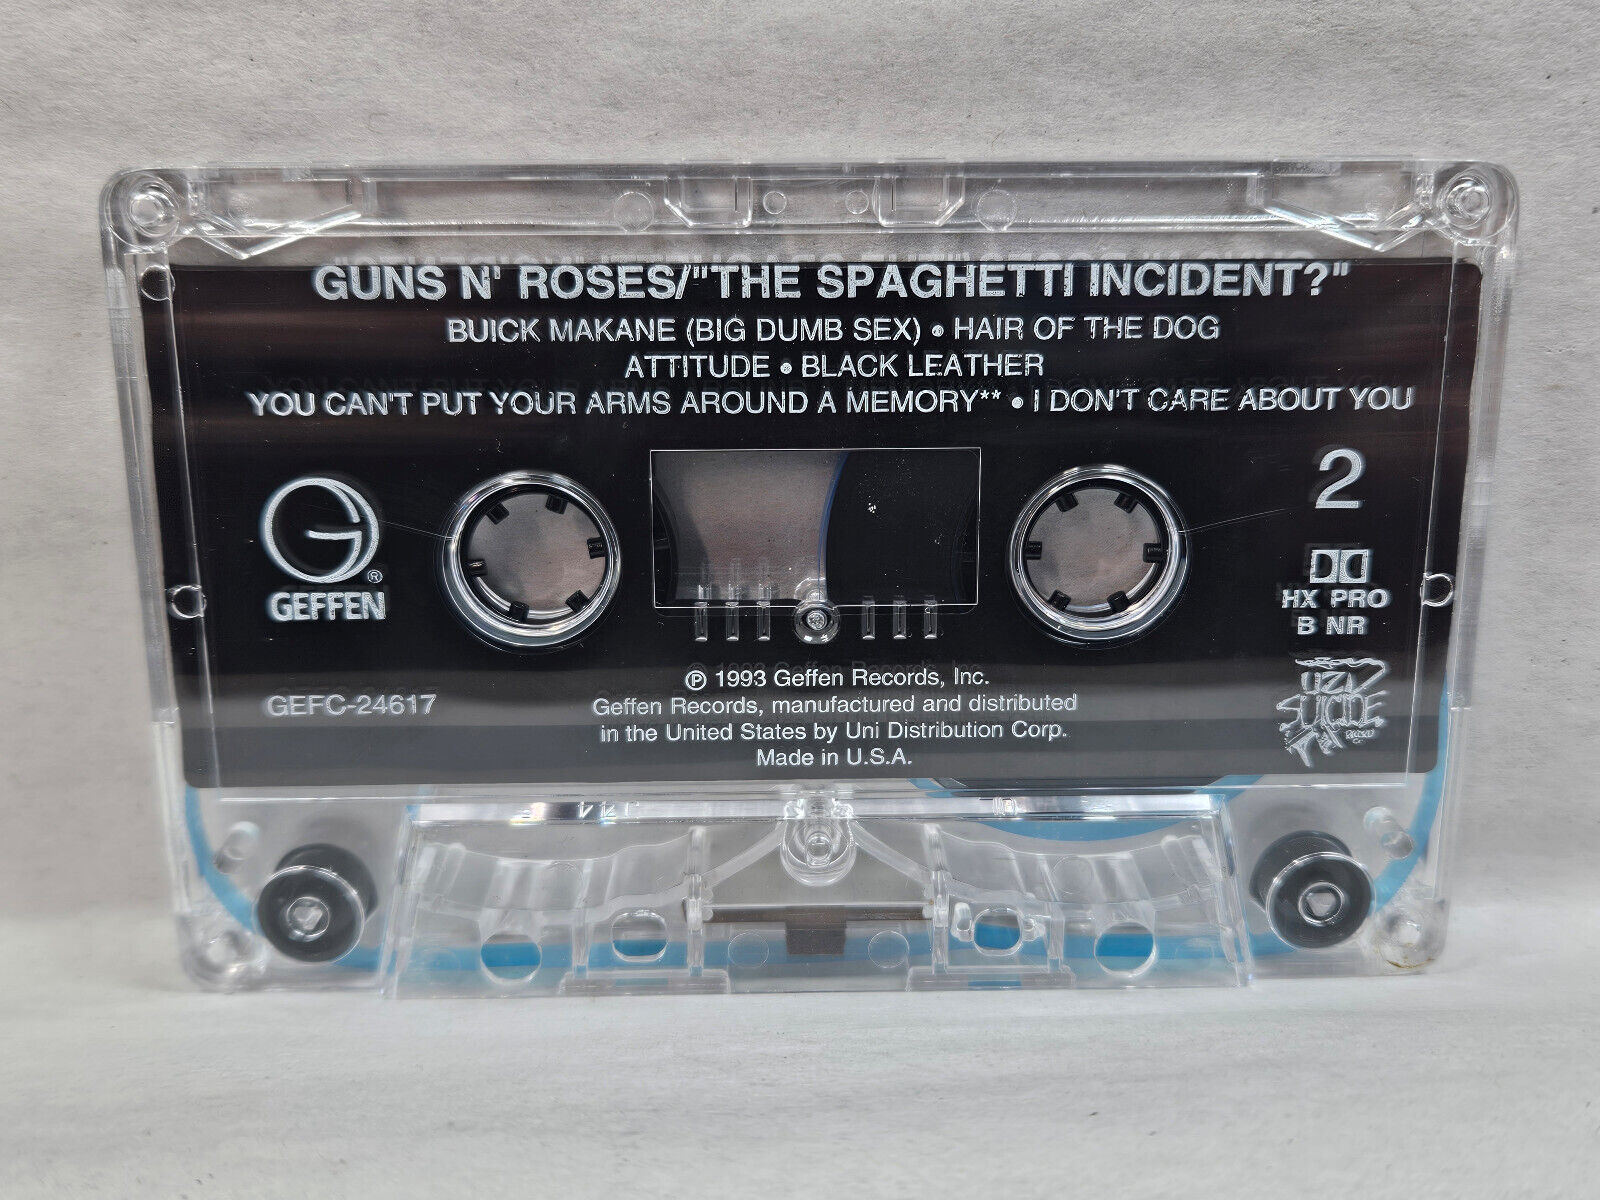 GUNS N' ROSES/"THE SPAGHETTI INCIDENT?"
BUICK MAKANE (BIG DUMB SEX) • HAIR OF THE DOG
ATTITUDE • BLACK LEATHER
YOU CAN'T PUT YOUR ARMS AROUND A MEMORY** • I DON'T CARE ABOUT YOU
2
G
®
GEFFEN
HX PRO
B NR
GEFC-24617
℗ 1993 Geffen Records, Inc.
Geffen Records, manufactured and distributed
in the United States by Uni Distribution Corp.
Made in U.S.A.
UZI
SUICIDE